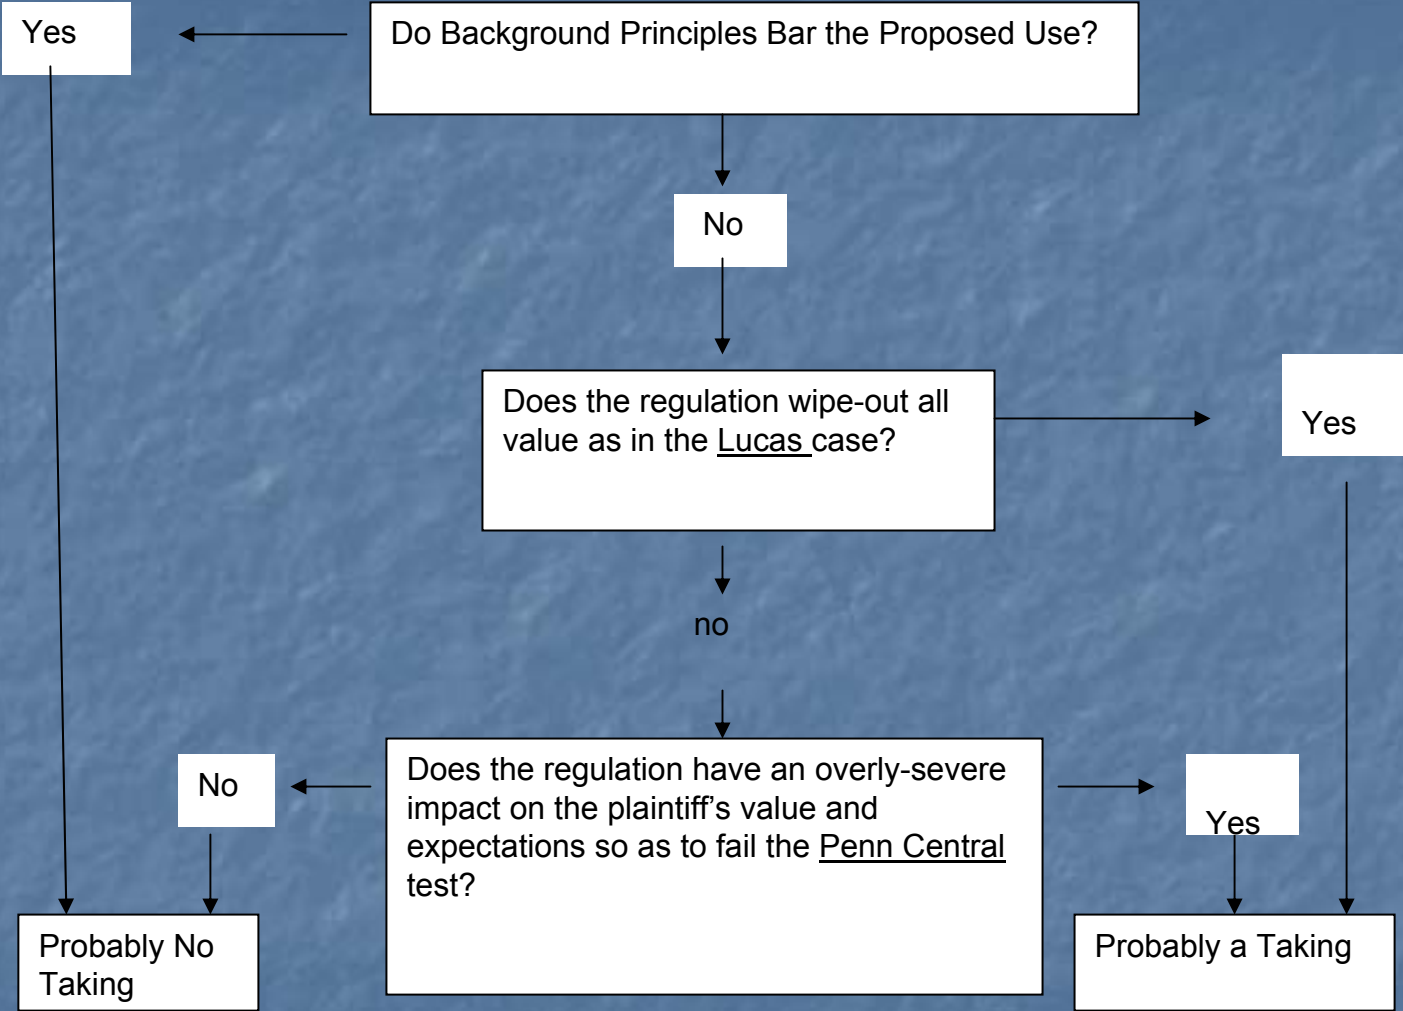 Yes
Do Background Principles Bar the Proposed Use?
No
Does the regulation wipe-out all
value as in the Lucas case?
Yes
no
No
Does the regulation have an overly-severe
impact on the plaintiff’s value and
expectations so as to fail the Penn Central
test?
Yes
Probably No
Taking
Probably a Taking